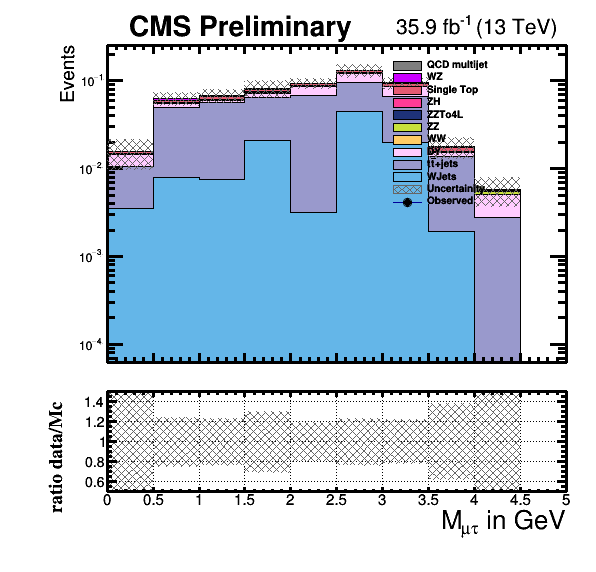 CMS Preliminary 35.9 fb⁻¹ (13 TeV)
Events
10⁻¹
10⁻²
10⁻³
10⁻⁴
QCD multijet
WZ
Single Top
ZH
ZZTo4L
ZZ
WW
DY
tt̄+jets
WJets
Uncertainity
Observed
ratio data/Mc
1.4
1.2
1
0.8
0.6
0 0.5 1 1.5 2 2.5 3 3.5 4 4.5 5
Mμτ in GeV